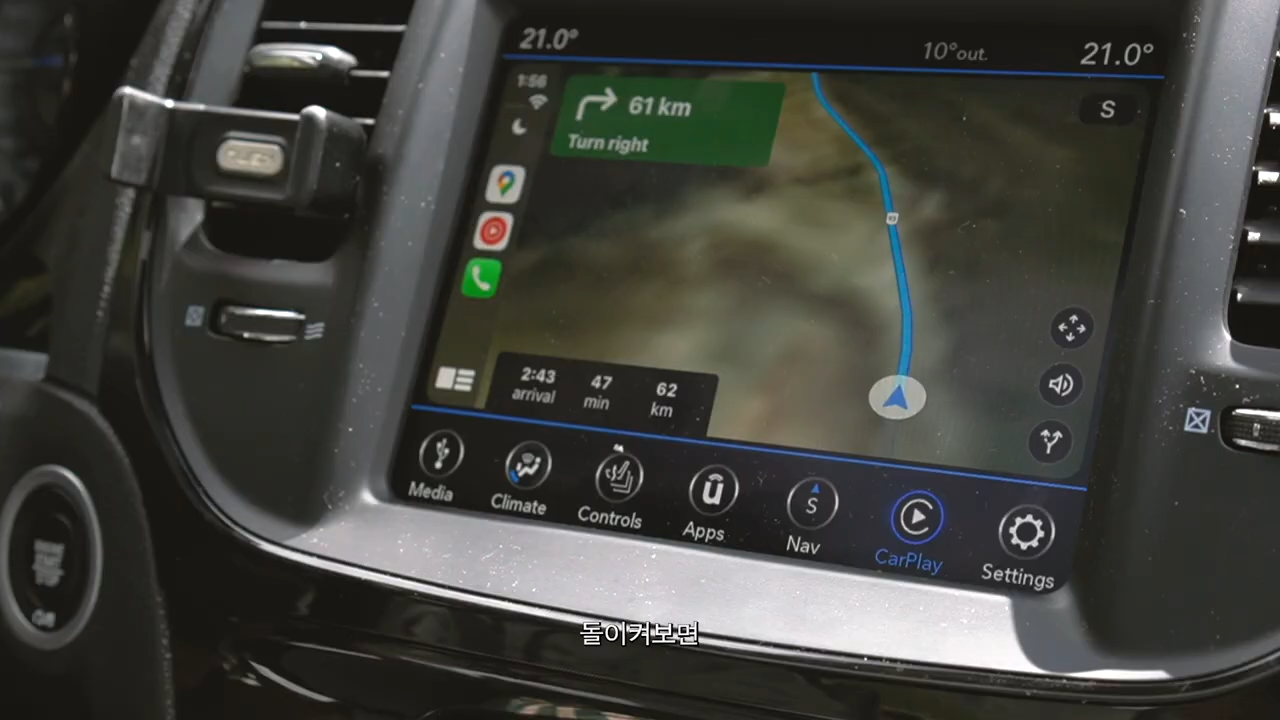 21.0°
10°out.
21.0°
1:56
61 km
Turn right
S
2:43
arrival
47
min
62
km
Media
Climate
Controls
Apps
S
Nav
CarPlay
Settings
돌이켜보면